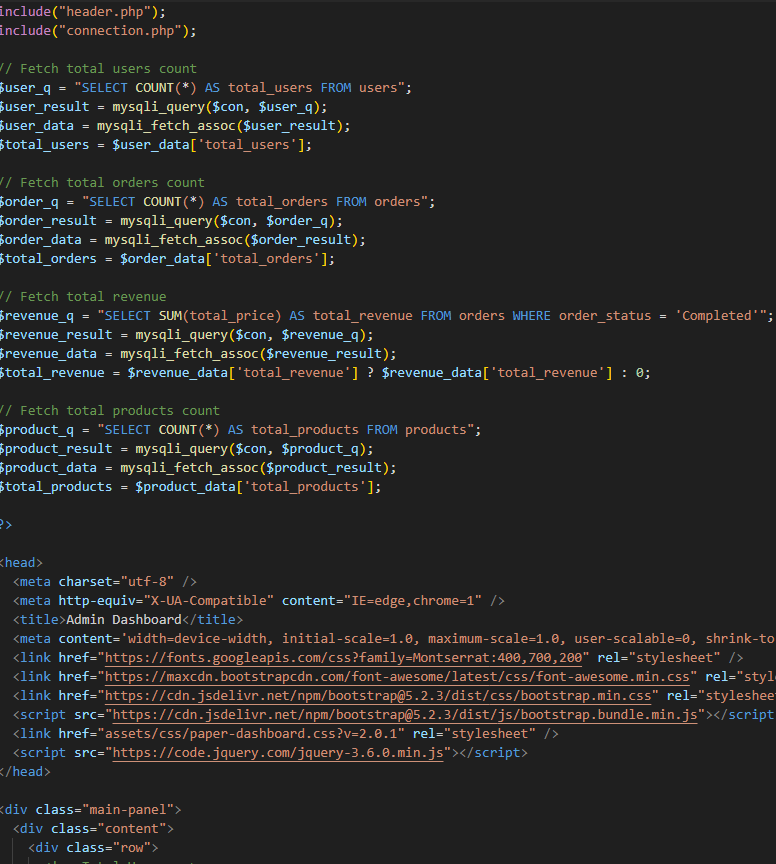 include("header.php");
include("connection.php");
// Fetch total users count
$user_q = "SELECT COUNT(*) AS total_users FROM users";
$user_result = mysqli_query($con, $user_q);
$user_data = mysqli_fetch_assoc($user_result);
$total_users = $user_data['total_users'];
// Fetch total orders count
$order_q = "SELECT COUNT(*) AS total_orders FROM orders";
$order_result = mysqli_query($con, $order_q);
$order_data = mysqli_fetch_assoc($order_result);
$total_orders = $order_data['total_orders'];
// Fetch total revenue
$revenue_q = "SELECT SUM(total_price) AS total_revenue FROM orders WHERE order_status = 'Completed'";
$revenue_result = mysqli_query($con, $revenue_q);
$revenue_data = mysqli_fetch_assoc($revenue_result);
$total_revenue = $revenue_data['total_revenue'] ? $revenue_data['total_revenue'] : 0;
// Fetch total products count
$product_q = "SELECT COUNT(*) AS total_products FROM products";
$product_result = mysqli_query($con, $product_q);
$product_data = mysqli_fetch_assoc($product_result);
$total_products = $product_data['total_products'];
?>
<head>
<meta charset="utf-8" />
<meta http-equiv="X-UA-Compatible" content="IE=edge,chrome=1" />
<title>Admin Dashboard</title>
<meta content='width=device-width, initial-scale=1.0, maximum-scale=1.0, user-scalable=0, shrink-to
<link href="https://fonts.googleapis.com/css?family=Montserrat:400,700,200" rel="stylesheet" />
<link href="https://maxcdn.bootstrapcdn.com/font-awesome/latest/css/font-awesome.min.css" rel="style
<link href="https://cdn.jsdelivr.net/npm/bootstrap@5.2.3/dist/css/bootstrap.min.css" rel="stylesheet
<script src="https://cdn.jsdelivr.net/npm/bootstrap@5.2.3/dist/js/bootstrap.bundle.min.js"></script
<link href="assets/css/paper-dashboard.css?v=2.0.1" rel="stylesheet" />
<script src="https://code.jquery.com/jquery-3.6.0.min.js"></script>
</head>
<div class="main-panel">
<div class="content">
<div class="row">